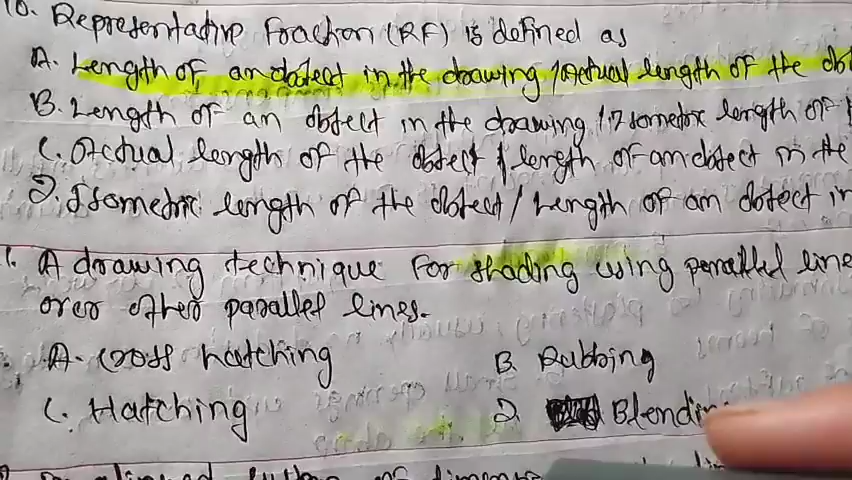 10. Representative Fraction (RF) is defined as
A. Length of an object in the drawing / Actual length of the
B. Length of an object in the drawing / Isometric length of
C. Actual length of the object / length of an object in the
D. Isometric length of the object / Length of an object in
1. A drawing technique for shading using parallel line
over other parallel lines.
A. Cross hatching B. Rubbing
C. Hatching D. Blendin